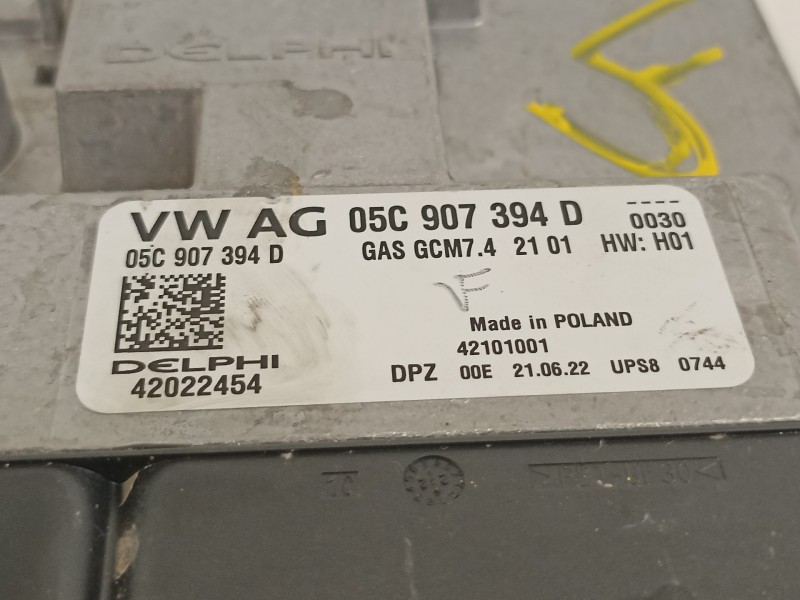 DELPHI
VW AG 05C 907 394 D ----
05C 907 394 D GAS GCM7.4 21 01 0030
HW: H01
F
Made in POLAND
DELPHI 42101001
42022454 DPZ 00E 21.06.22 UPS8 0744